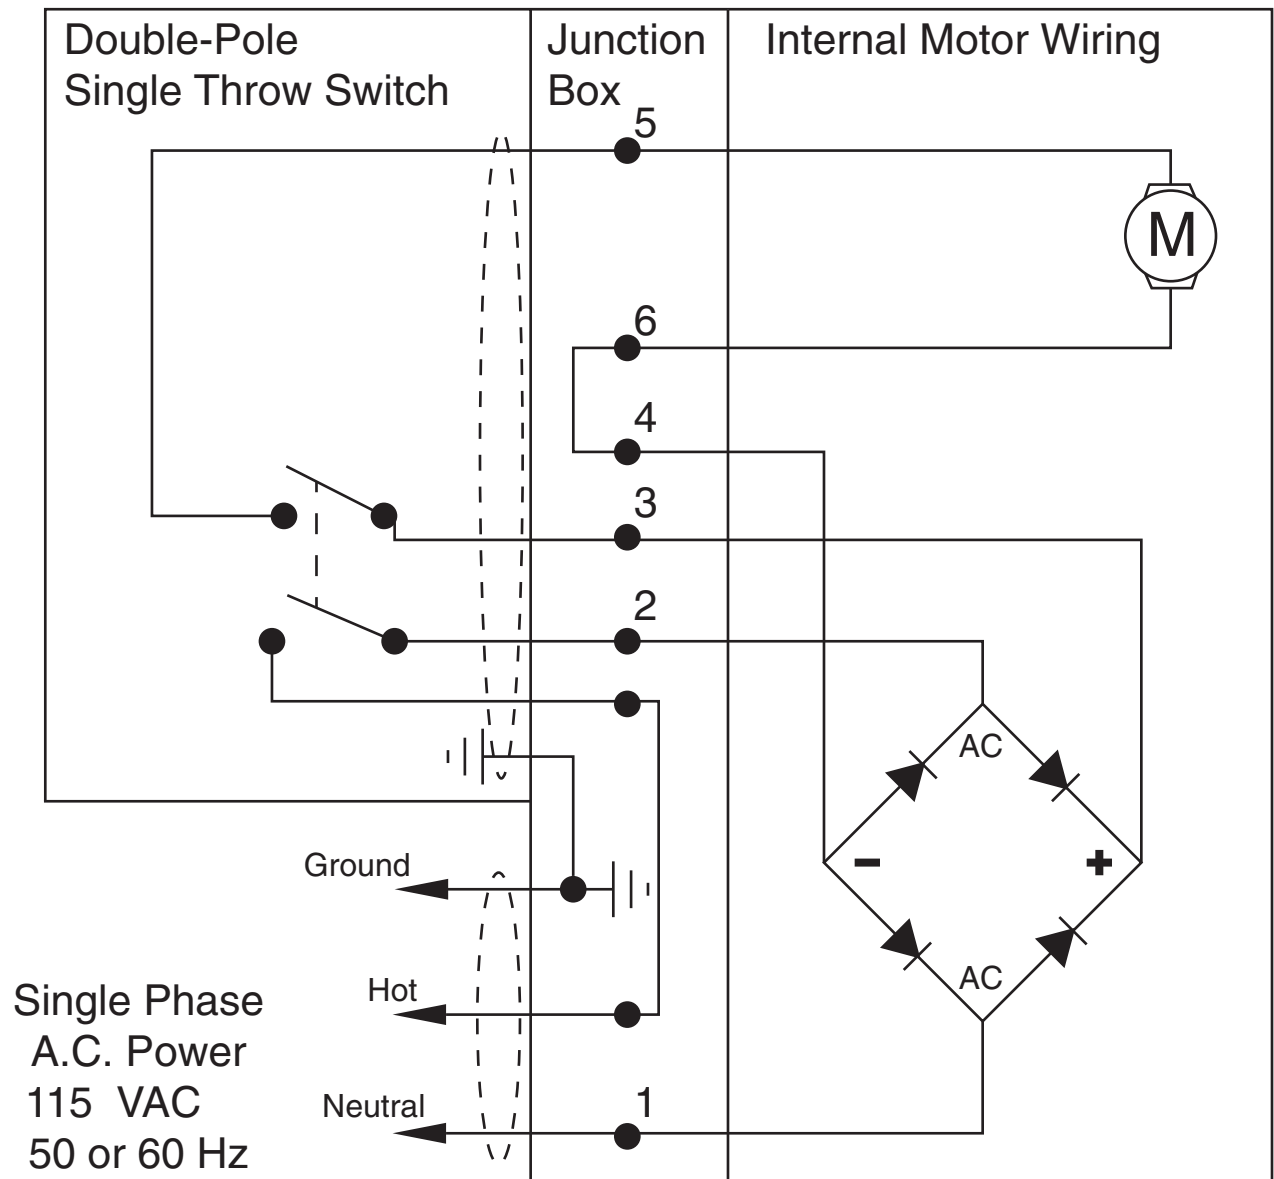 Double-Pole
Single Throw Switch
Junction
Box
Internal Motor Wiring
5
M
6
4
3
2
AC
Ground
AC
Hot
Single Phase
A.C. Power
115 VAC
50 or 60 Hz
Neutral
1